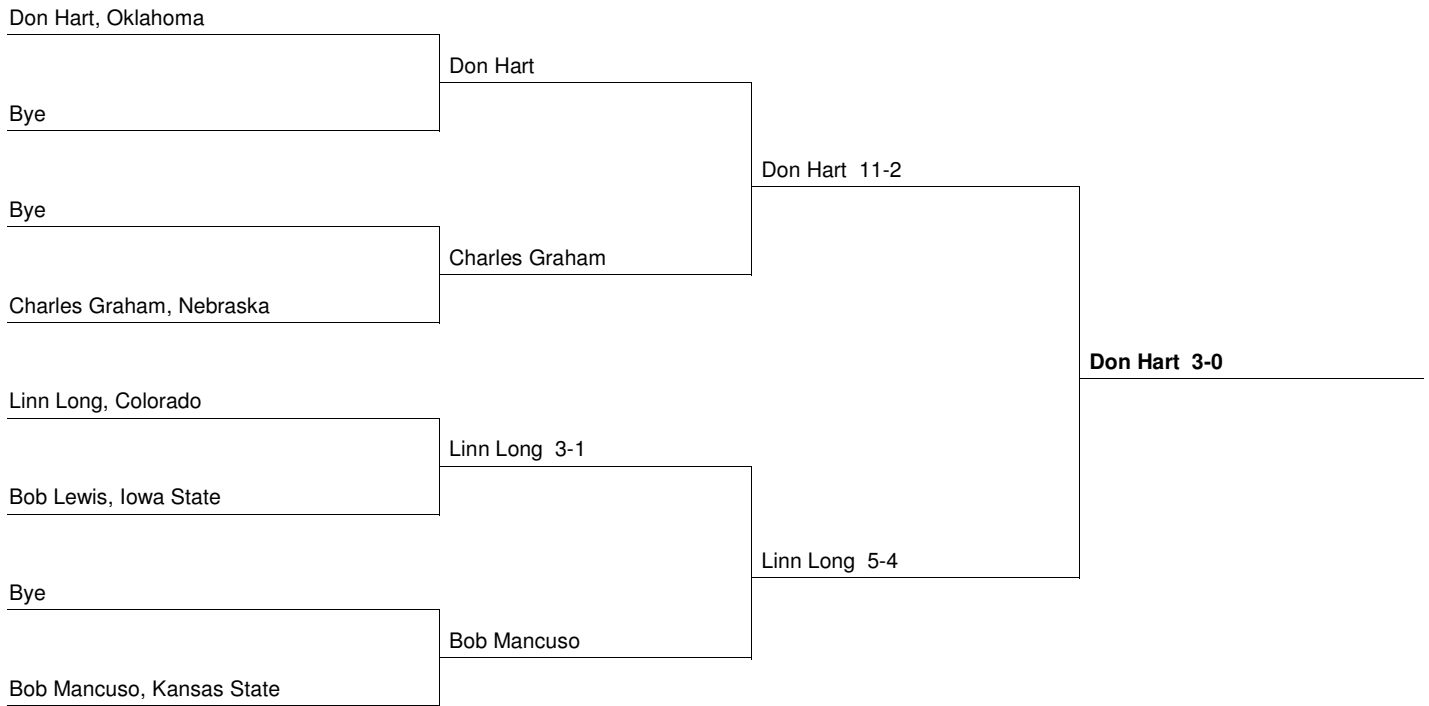 Don Hart, Oklahoma
Don Hart
Bye
Don Hart 11-2
Bye
Charles Graham
Charles Graham, Nebraska
Don Hart 3-0
Linn Long, Colorado
Linn Long 3-1
Bob Lewis, Iowa State
Linn Long 5-4
Bye
Bob Mancuso
Bob Mancuso, Kansas State